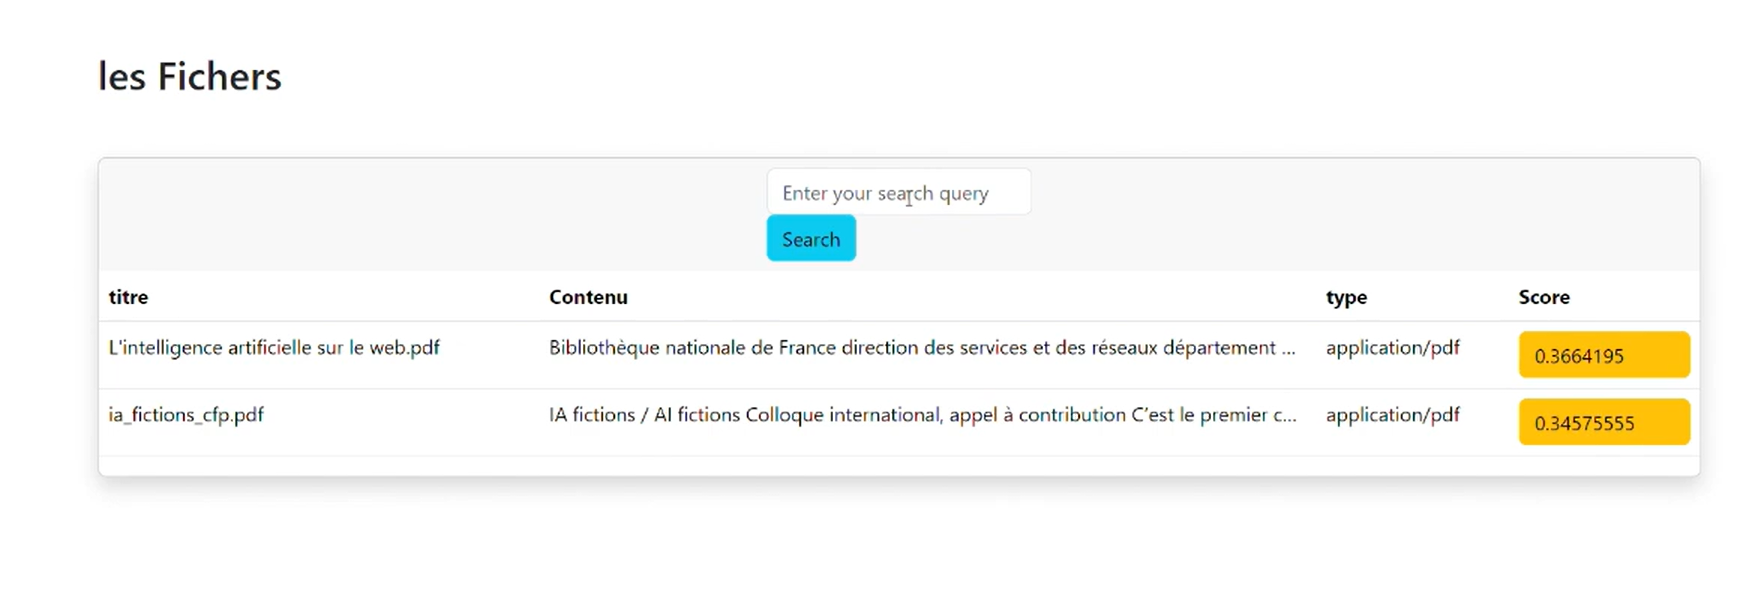 les Fichers
Enter your search query
Search
titre Contenu type Score
L'intelligence artificielle sur le web.pdf Bibliothèque nationale de France direction des services et des réseaux département ... application/pdf 0.3664195
ia_fictions_cfp.pdf IA fictions / AI fictions Colloque international, appel à contribution C’est le premier c... application/pdf 0.34575555